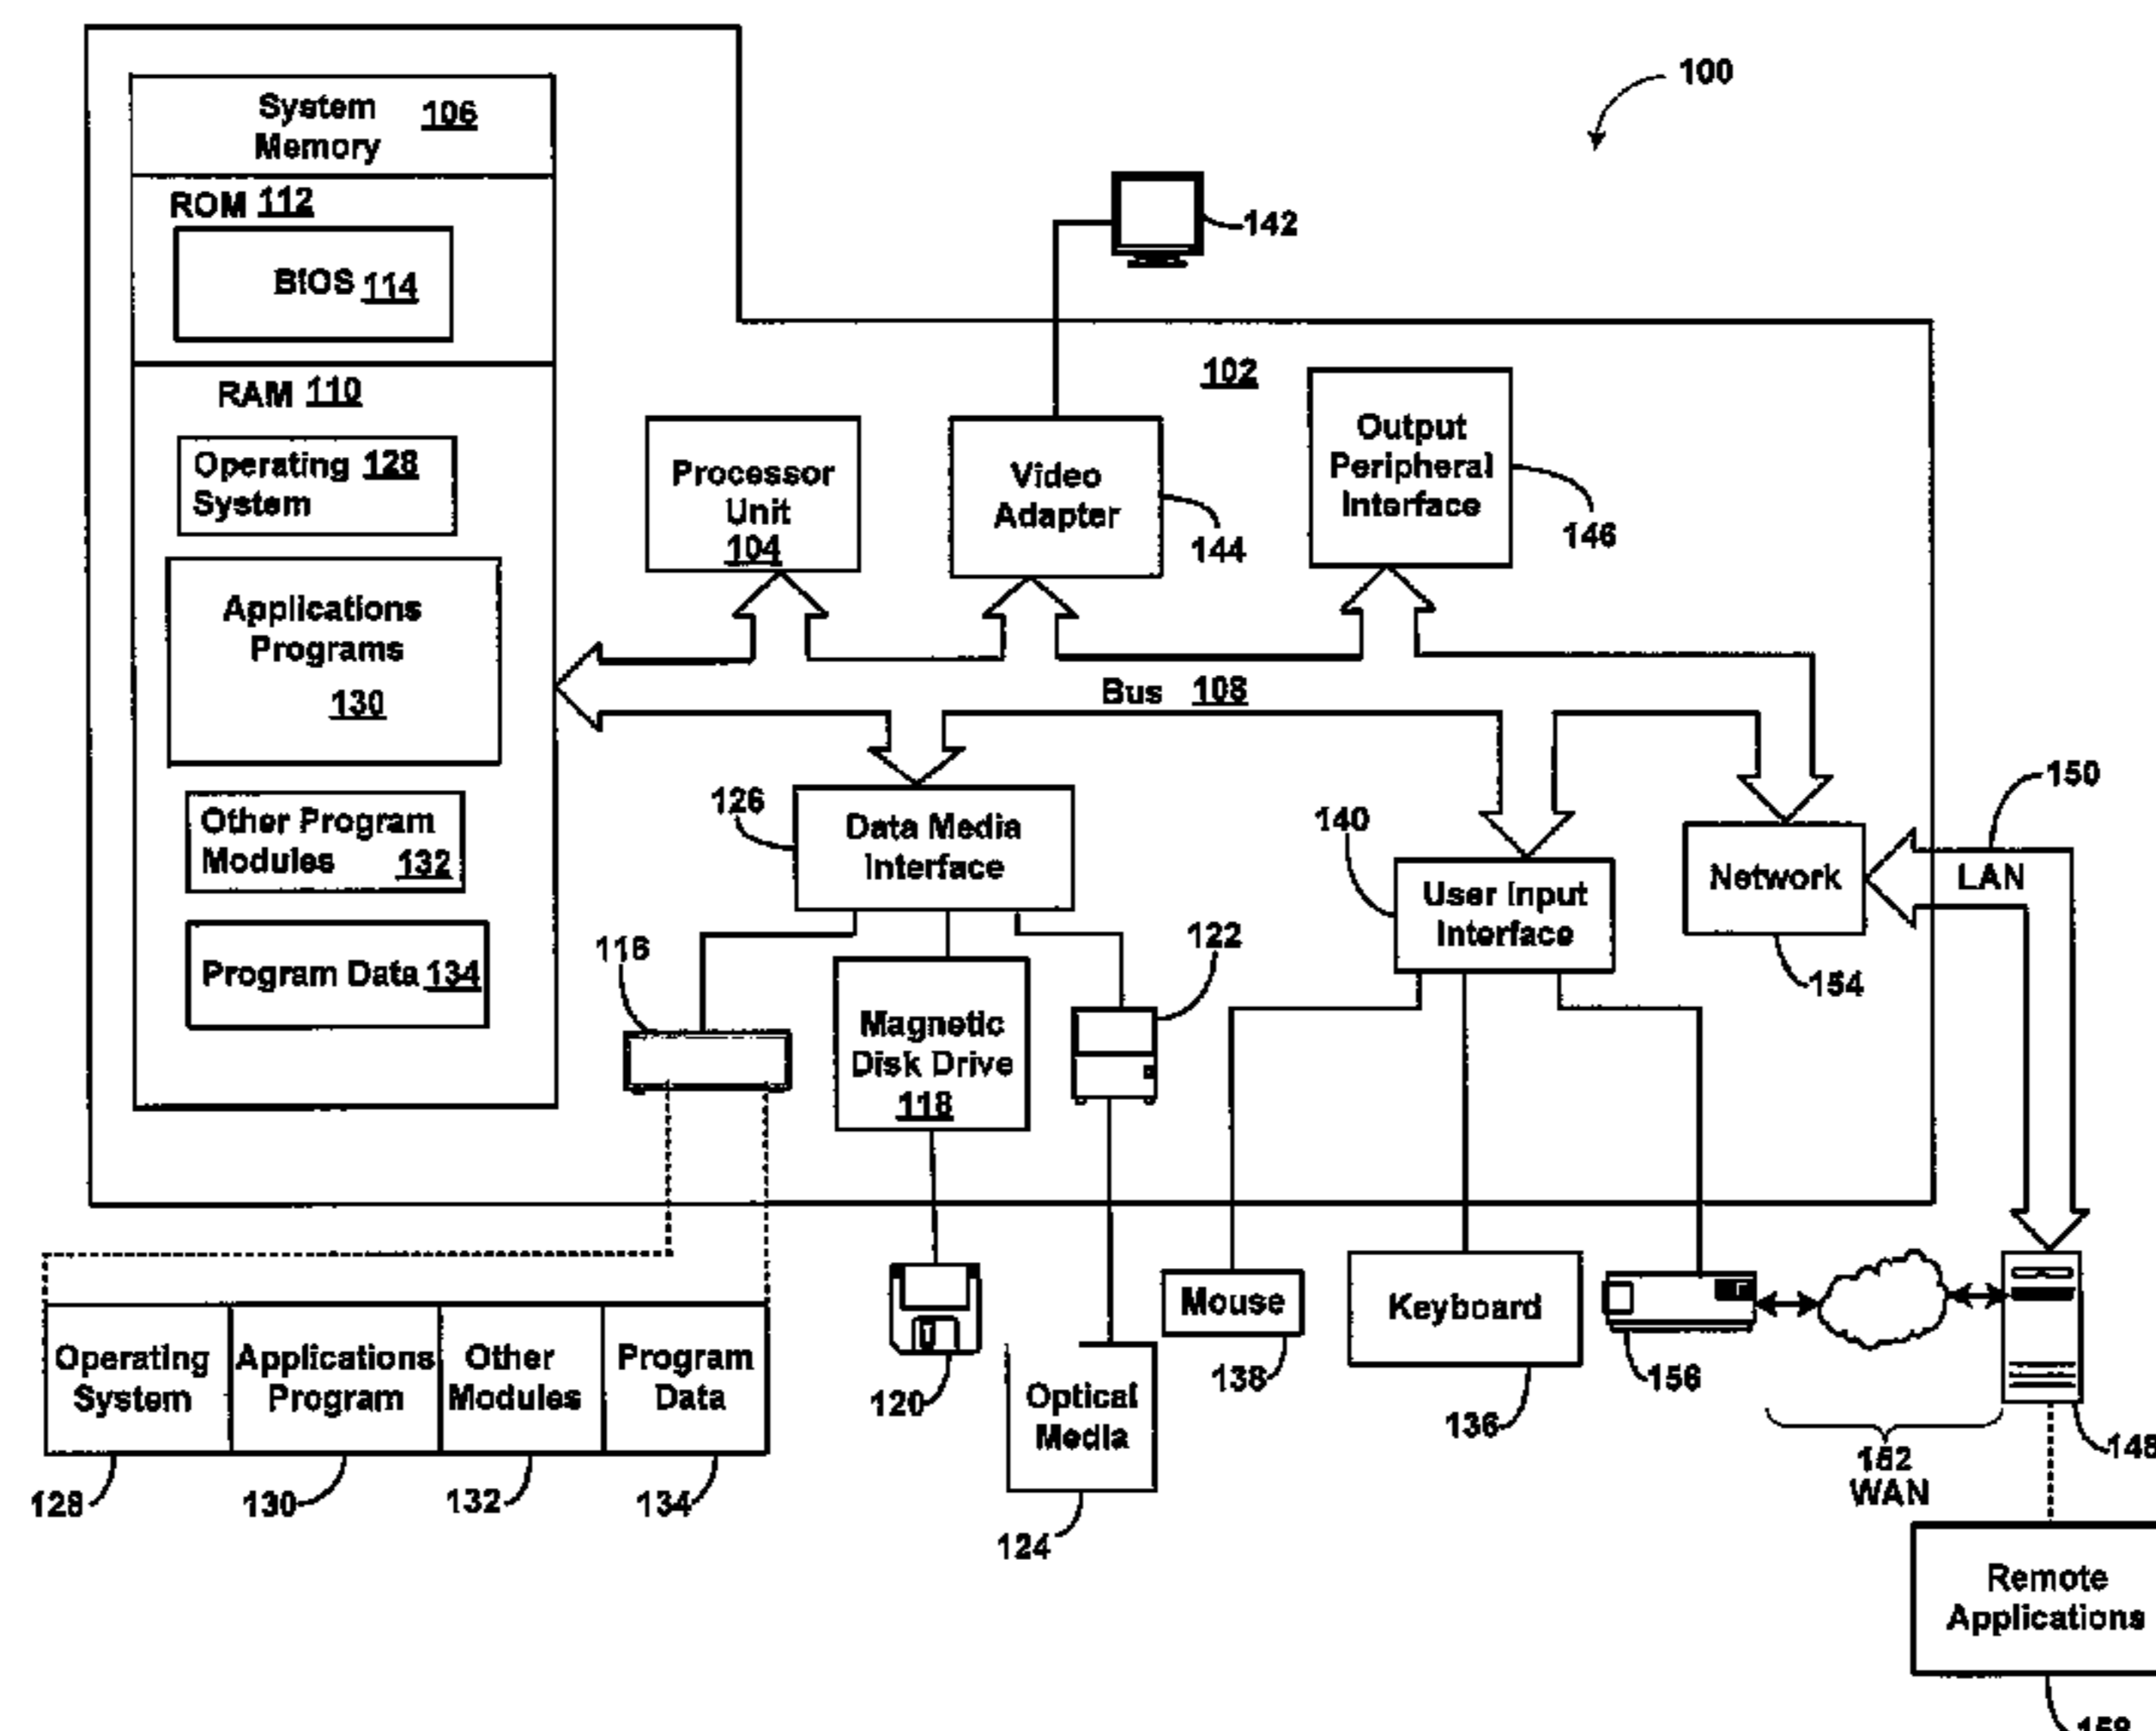 100
System 106
Memory
ROM 112
BIOS 114
142
RAM 110
102
Operating 128
System
Processor
Unit
104
Video
Adapter
144
Output
Peripheral
Interface
146
Applications
Programs
130
Bus 108
Other Program
Modules 132
Program Data 134
126
Data Media
Interface
140
User Input
Interface
Network
154
150
LAN
116
Magnetic
Disk Drive
118
122
Operating
System
128
Applications
Program
130
Other
Modules
132
Program
Data
134
120
Optical
Media
124
Mouse
138
Keyboard
136
156
152
WAN
148
Remote
Applications
158